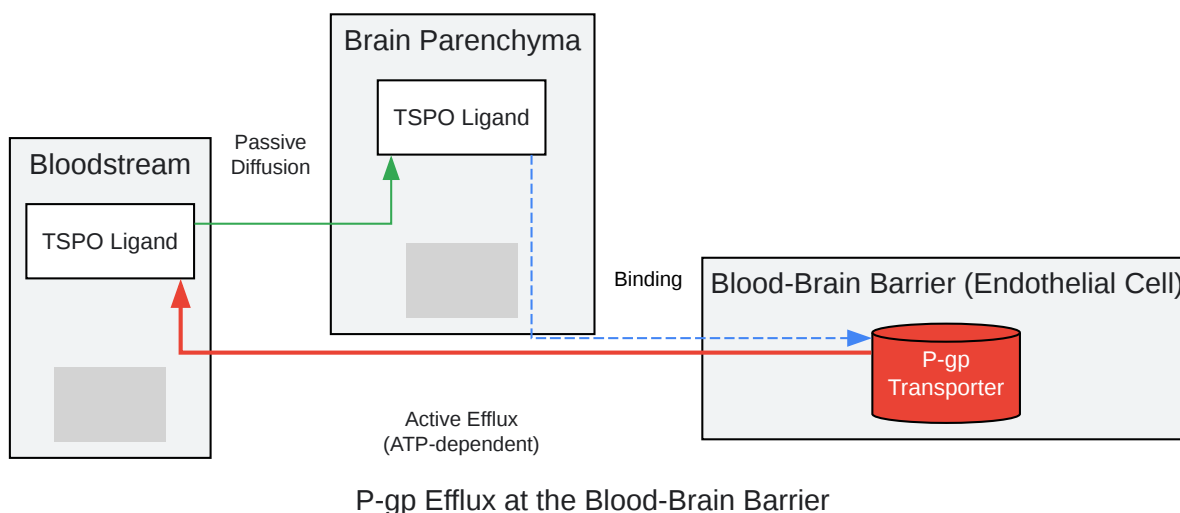 Brain Parenchyma
TSPO Ligand
Passive
Diffusion
Bloodstream
TSPO Ligand
Binding
Blood-Brain Barrier (Endothelial Cell)
P-gp
Transporter
Active Efflux
(ATP-dependent)
P-gp Efflux at the Blood-Brain Barrier